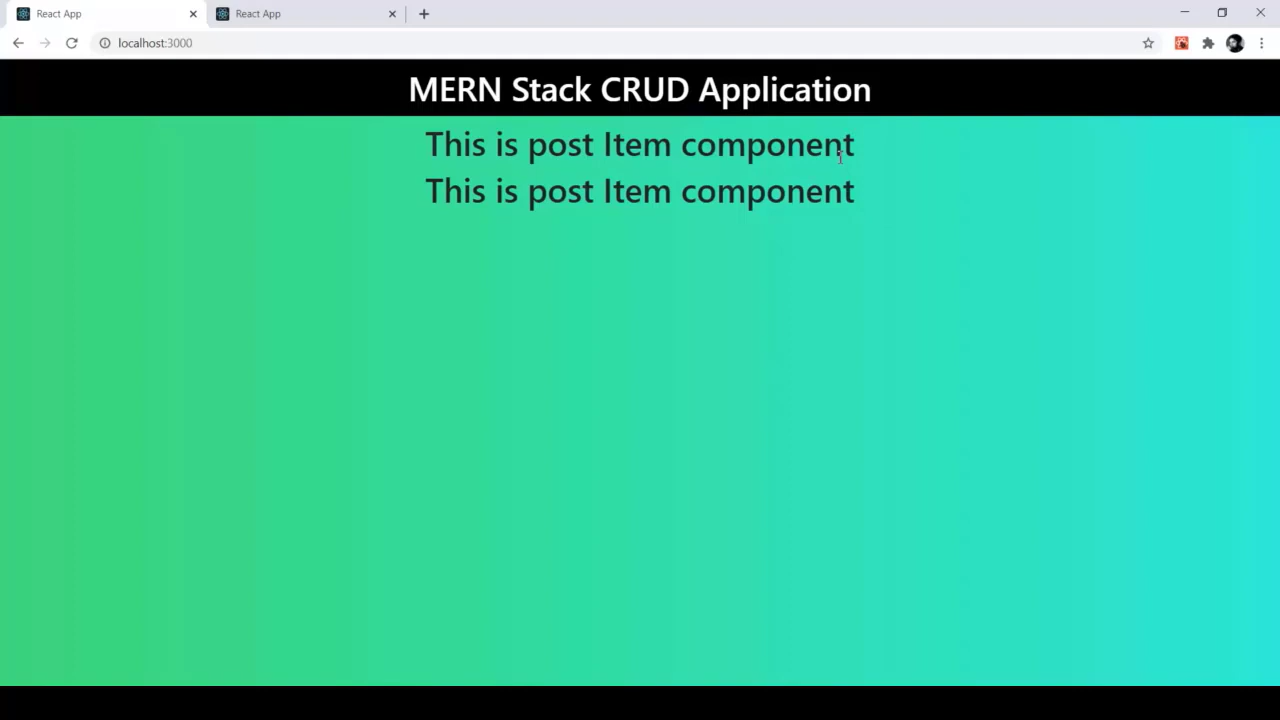 React App
React App
localhost:3000
MERN Stack CRUD Application
This is post Item component
This is post Item component